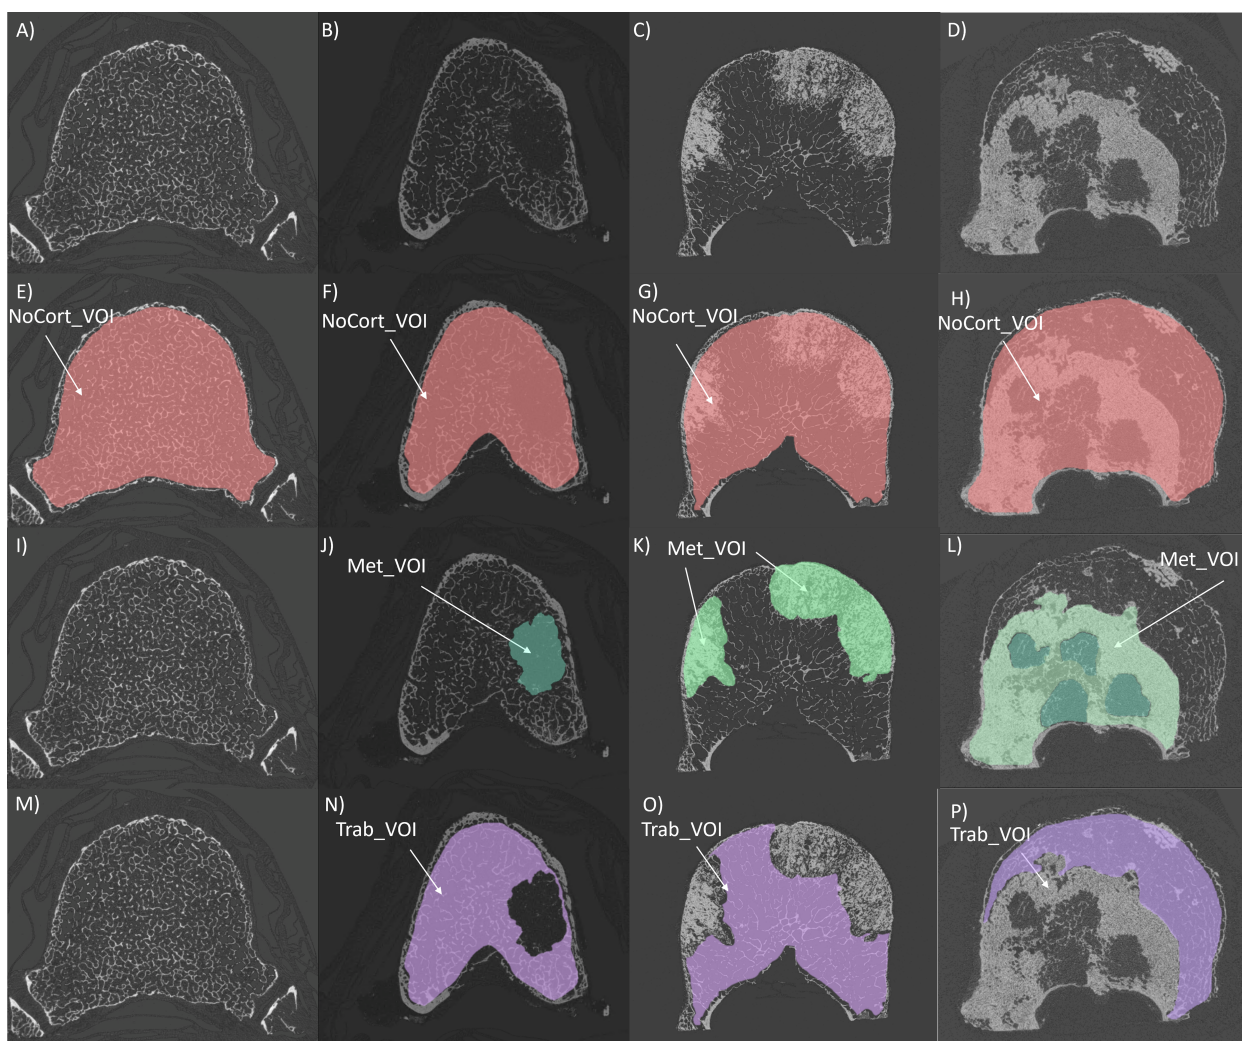 A)
B)
C)
D)
E)
NoCort_VOI
F)
NoCort_VOI
G)
NoCort_VOI
H)
NoCort_VOI
I)
J)
Met_VOI
K)
Met_VOI
L)
Met_VOI
M)
N)
Trab_VOI
O)
Trab_VOI
P)
Trab_VOI